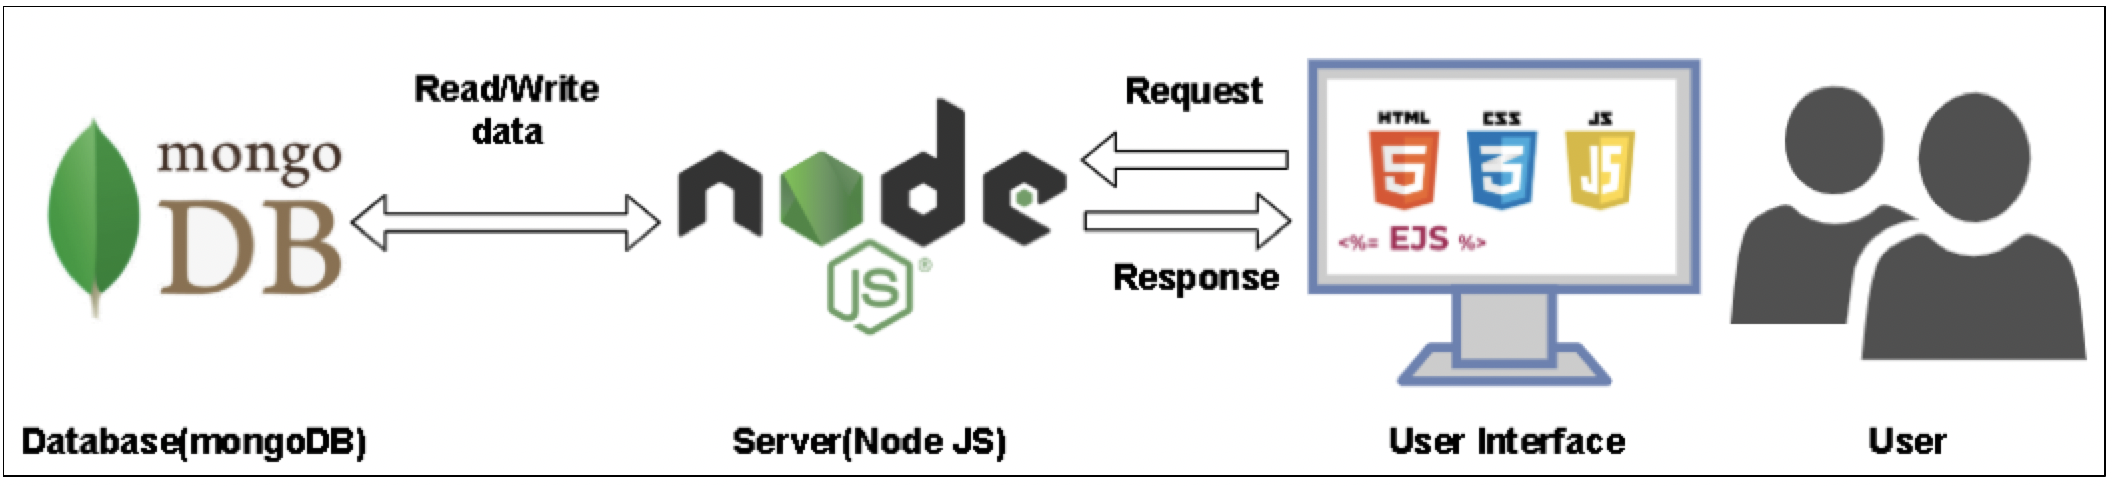 mongo
DB
Read/Write
data
node
JS
®
Request
Response
HTML
5
CSS
3
JS
JS
<%= EJS %>
Database(mongoDB)
Server(Node JS)
User Interface
User